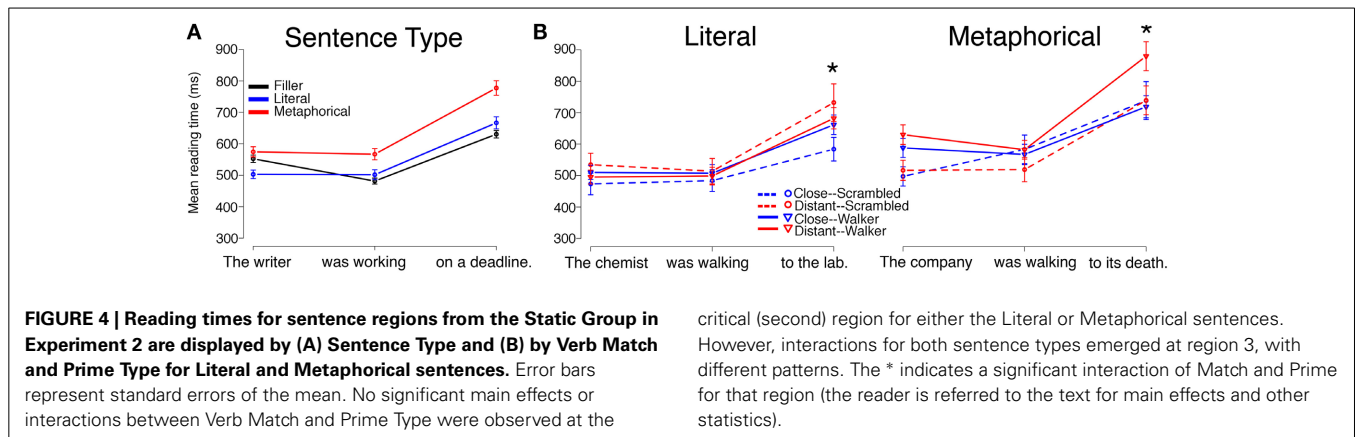 A Sentence Type
Mean reading time (ms)
900
800
700
600
500
400
300
Filler
Literal
Metaphorical
The writer was working on a deadline.
B Literal
900
800
700
600
500
400
300
*
The chemist was walking to the lab.
Close--Scrambled
Distant--Scrambled
Close--Walker
Distant--Walker
Metaphorical
*
The company was walking to its death.
FIGURE 4 | Reading times for sentence regions from the Static Group in
Experiment 2 are displayed by (A) Sentence Type and (B) by Verb Match
and Prime Type for Literal and Metaphorical sentences. Error bars
represent standard errors of the mean. No significant main effects or
interactions between Verb Match and Prime Type were observed at the
critical (second) region for either the Literal or Metaphorical sentences.
However, interactions for both sentence types emerged at region 3, with
different patterns. The * indicates a significant interaction of Match and Prime
for that region (the reader is referred to the text for main effects and other
statistics).